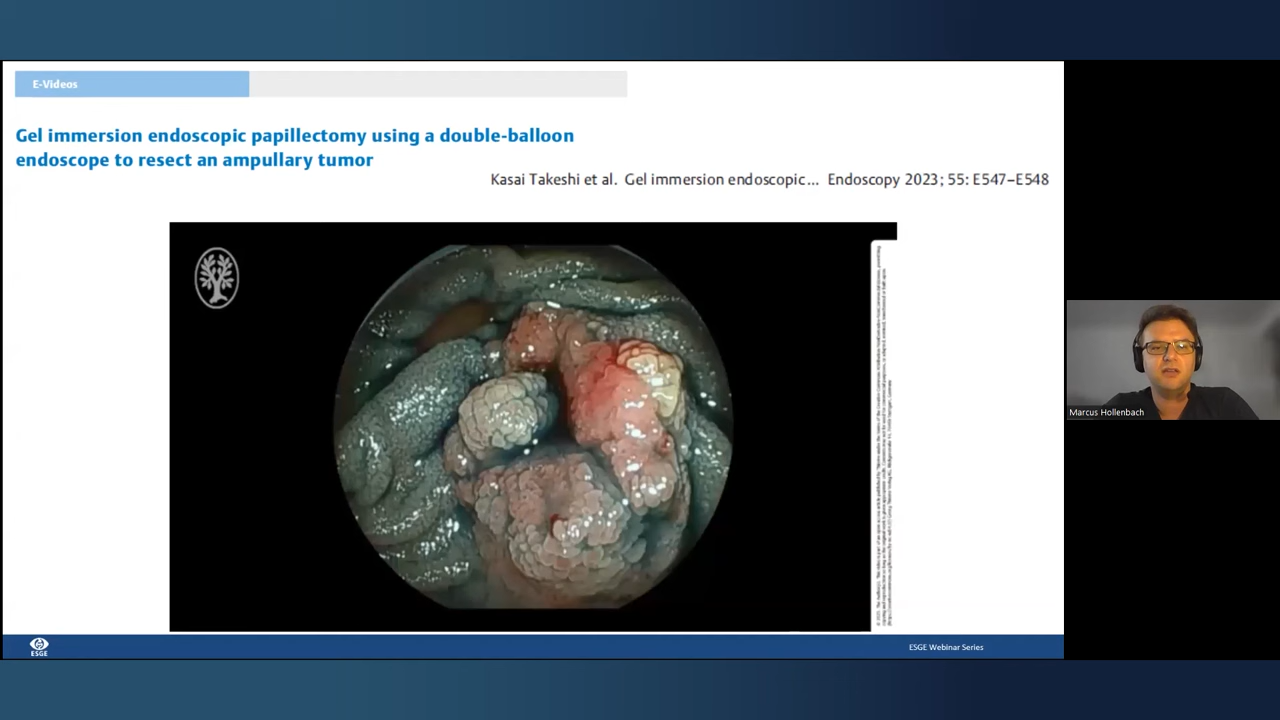 E-Videos
Gel immersion endoscopic papillectomy using a double-balloon
endoscope to resect an ampullary tumor
Kasai Takeshi et al. Gel immersion endoscopic... Endoscopy 2023; 55: E547–E548
Marcus Hollenbach
ESGE
ESGE Webinar Series